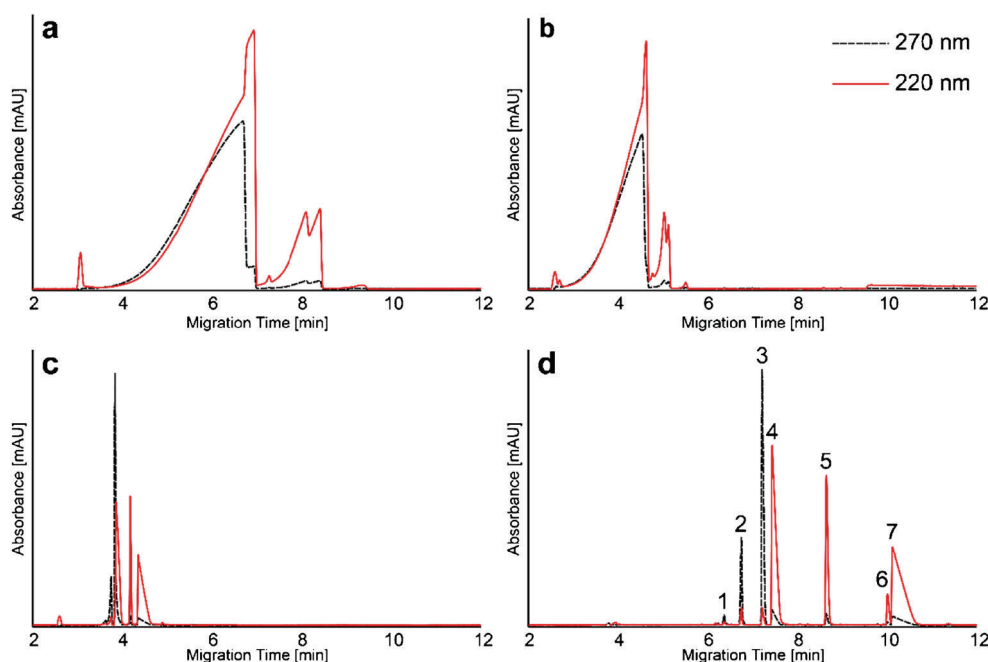 a
b
270 nm
220 nm
Absorbance [mAU]
Absorbance [mAU]
2 4 6 8 10 12
2 4 6 8 10 12
Migration Time [min]
Migration Time [min]
c
d
1 2 3 4 5 6 7
Absorbance [mAU]
Absorbance [mAU]
2 4 6 8 10 12
2 4 6 8 10 12
Migration Time [min]
Migration Time [min]